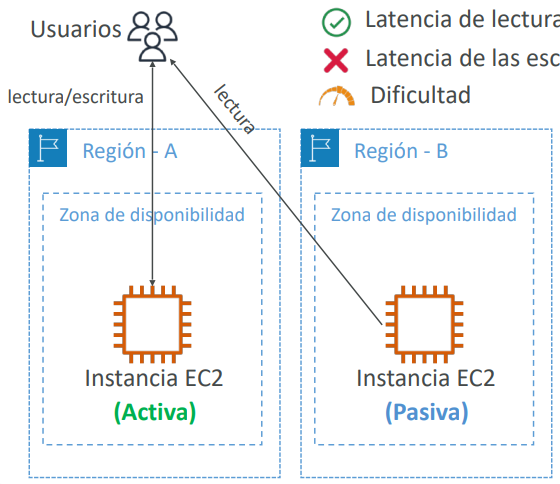 Usuarios
Latencia de lectura
Latencia de las esc
Dificultad
lectura/escritura
lectura
Región - A
Región - B
Zona de disponibilidad
Zona de disponibilidad
Instancia EC2
(Activa)
Instancia EC2
(Pasiva)